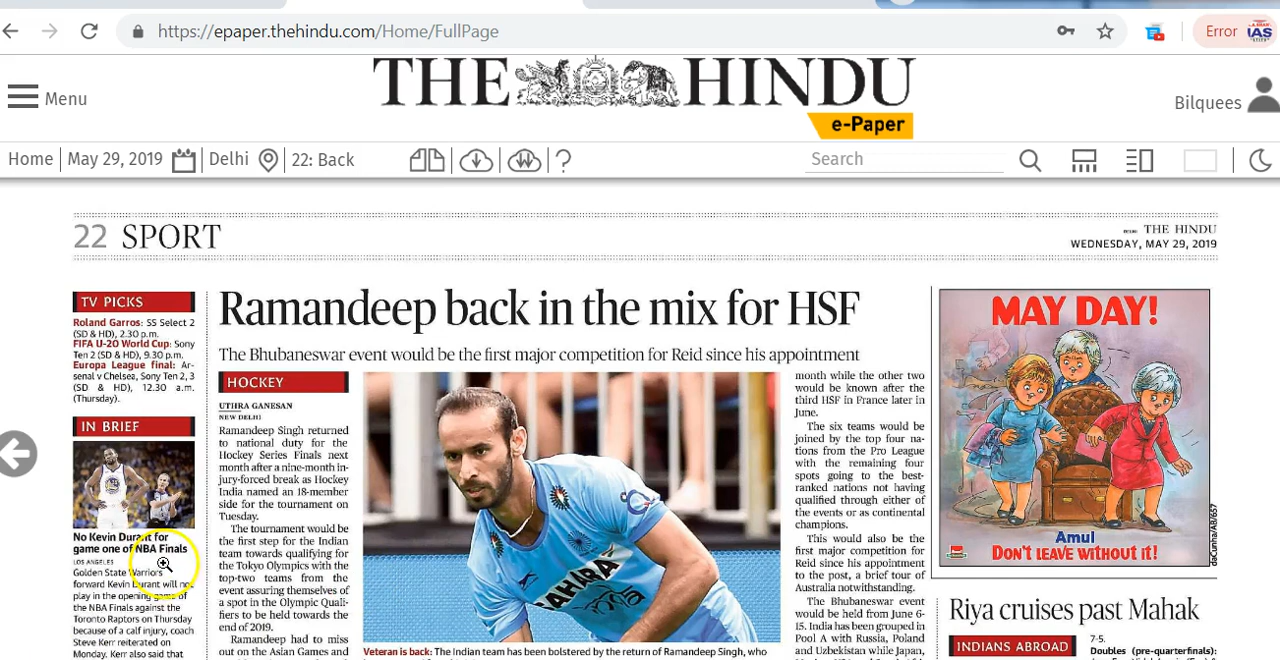 https://epaper.thehindu.com/Home/FullPage
Error
IAS
Menu
THE HINDU
e-Paper
Bilquees
Home
May 29, 2019
Delhi
22: Back
?
Search
22 SPORT
THE HINDU
WEDNESDAY, MAY 29, 2019
TV PICKS
Roland Garros: SS Select 2
(SD & HD), 2.30 p.m.
FIFA U-20 World Cup: Sony
Ten 2 (SD & HD), 9.30 p.m.
Europa League final: Ar-
senal v Chelsea, Sony Ten 2, 3
(SD & HD), 12.30 a.m.
(Thursday).
IN BRIEF
No Kevin Durant for
game one of NBA Finals
LOS ANGELES
Golden State Warriors
forward Kevin Durant will not
play in the opening game of
the NBA Finals against the
Toronto Raptors on Thursday
because of a calf injury, coach
Steve Kerr reiterated on
Monday. Kerr also said that
Ramandeep back in the mix for HSF
The Bhubaneswar event would be the first major competition for Reid since his appointment
HOCKEY
UTHRA GANESAN
NEW DELHI
Ramandeep Singh returned
to national duty for the
Hockey Series Finals next
month after a nine-month in-
jury-forced break as Hockey
India named an 18-member
side for the tournament on
Tuesday.
The tournament would be
the first step for the Indian
team towards qualifying for
the Tokyo Olympics with the
top-two teams from the
event assuring themselves of
a spot in the Olympic Quali-
fiers to be held towards the
end of 2019.
Ramandeep had to miss
out on the Asian Games and
SAHARA
Veteran is back: The Indian team has been bolstered by the return of Ramandeep Singh, who
month while the other two
would be known after the
third HSF in France later in
June.
The six teams would be
joined by the top four na-
tions from the Pro League
with the remaining four
spots going to the best-
ranked nations not having
qualified through either of
the events or as continental
champions.
This would also be the
first major competition for
Reid since his appointment
to the post, a brief tour of
Australia notwithstanding.
The Bhubaneswar event
would be held from June 6-
15. India has been grouped in
Pool A with Russia, Poland
and Uzbekistan while Japan,
MAY DAY!
Amul
DON'T LEAVE WITHOUT IT!
daCunha/AB/657
Riya cruises past Mahak
INDIANS ABROAD
7-5.
Doubles (pre-quarterfinals):